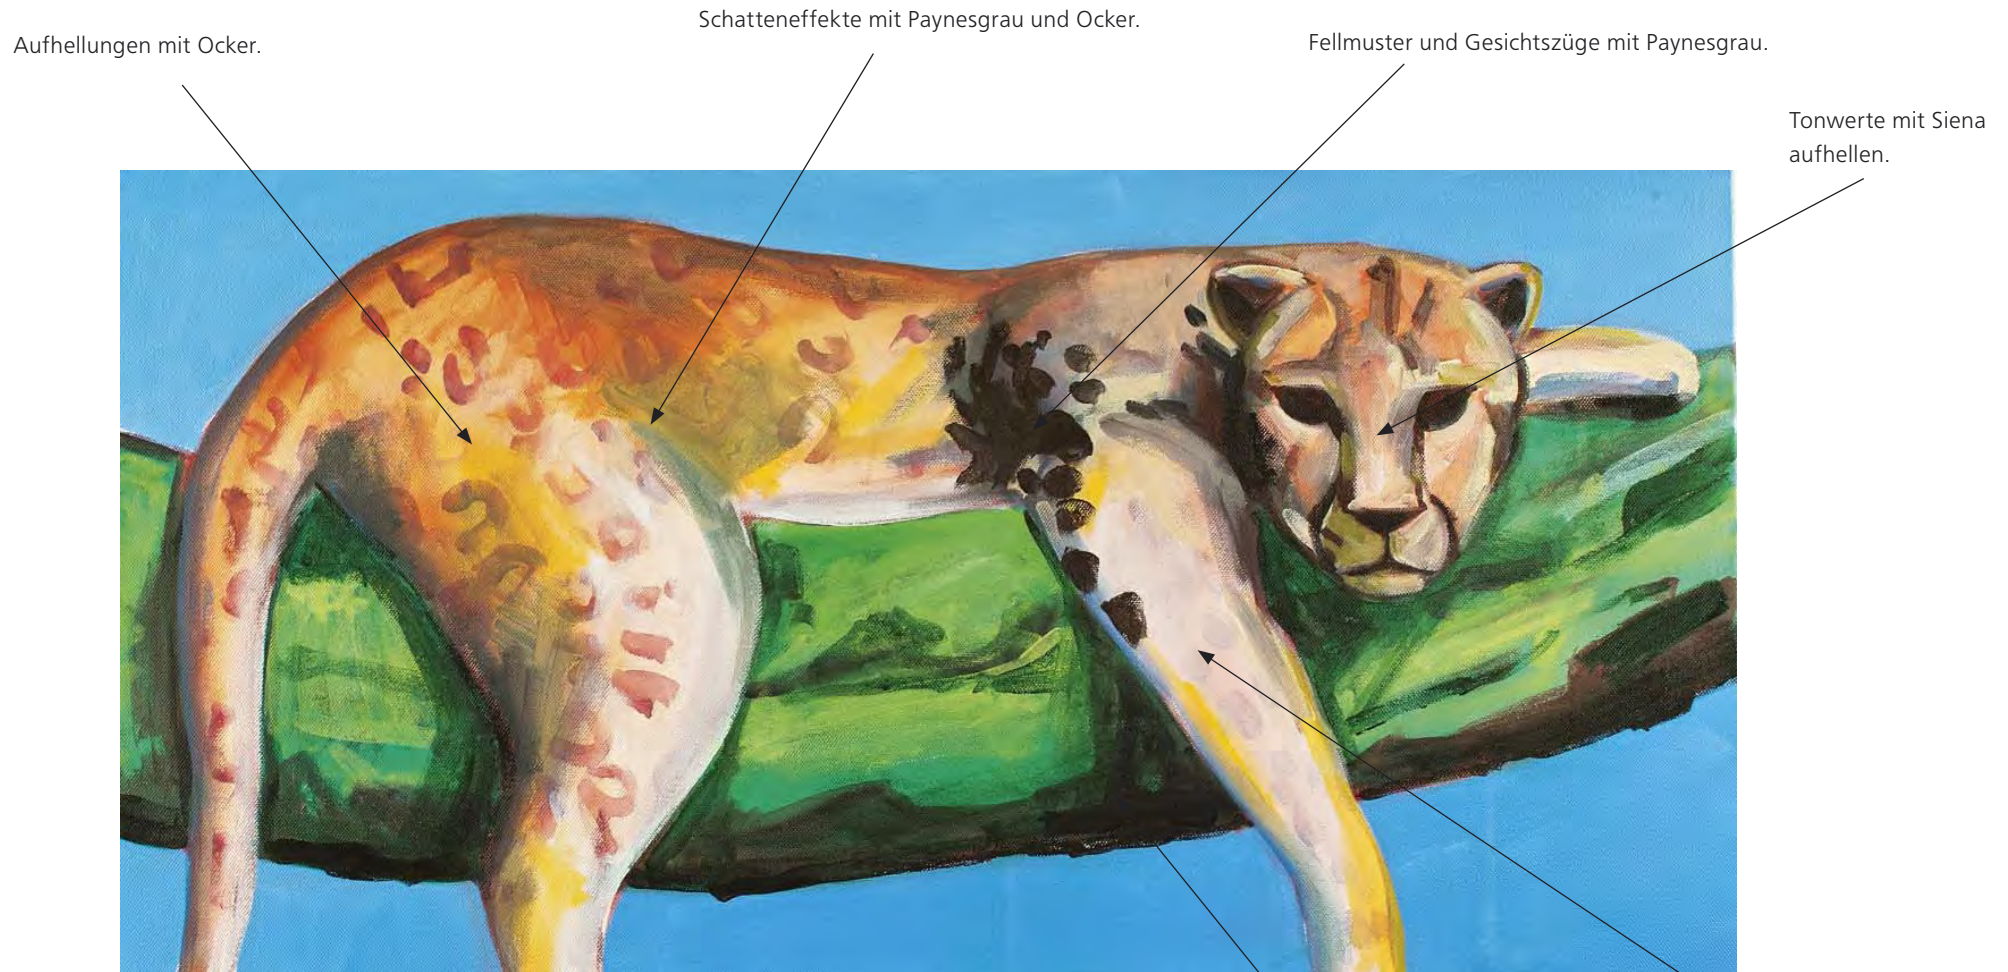 Schatteneffekte mit Paynesgrau und Ocker.
Aufhellungen mit Ocker.
Fellmuster und Gesichtszüge mit Paynesgrau.
Tonwerte mit Siena
aufhellen.